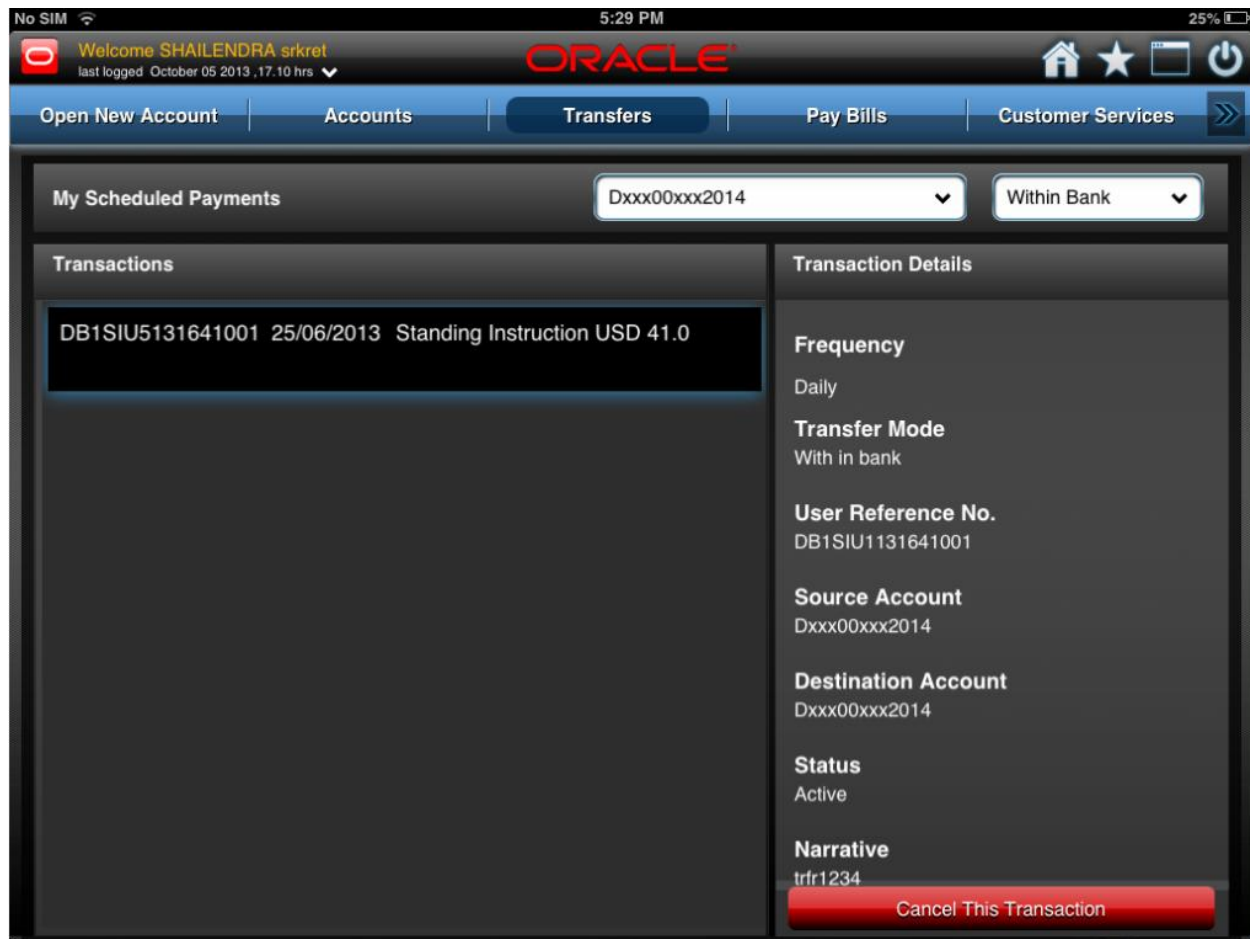 No SIM 5:29 PM 25%
Welcome SHAILENDRA srkret
last logged October 05 2013 ,17.10 hrs
ORACLE
Open New Account Accounts Transfers Pay Bills Customer Services
My Scheduled Payments Dxxx00xxx2014 Within Bank
Transactions
DB1SIU5131641001 25/06/2013 Standing Instruction USD 41.0
Transaction Details
Frequency
Daily
Transfer Mode
With in bank
User Reference No.
DB1SIU1131641001
Source Account
Dxxx00xxx2014
Destination Account
Dxxx00xxx2014
Status
Active
Narrative
trfr1234
Cancel This Transaction